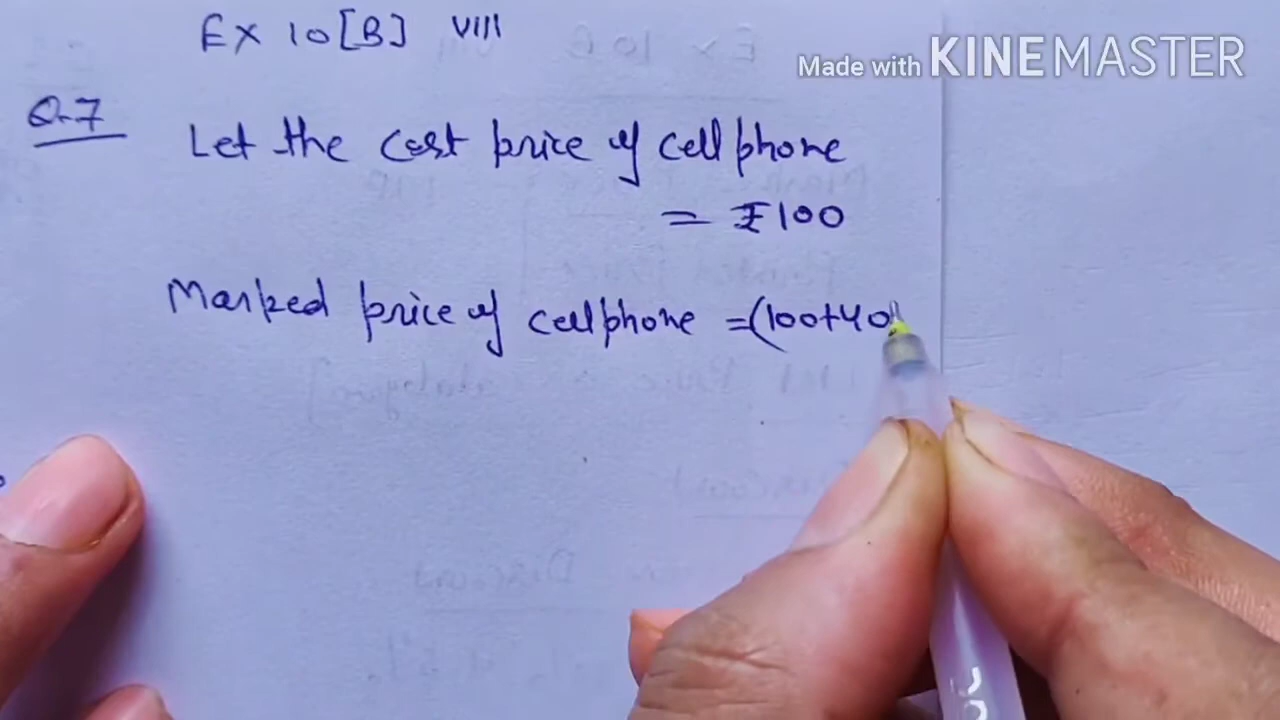 Ex 10[B] VIII
Made with KINEMASTER
Q.7 Let the cost price of cellphone
= ₹100
Marked price of cellphone =(100+40